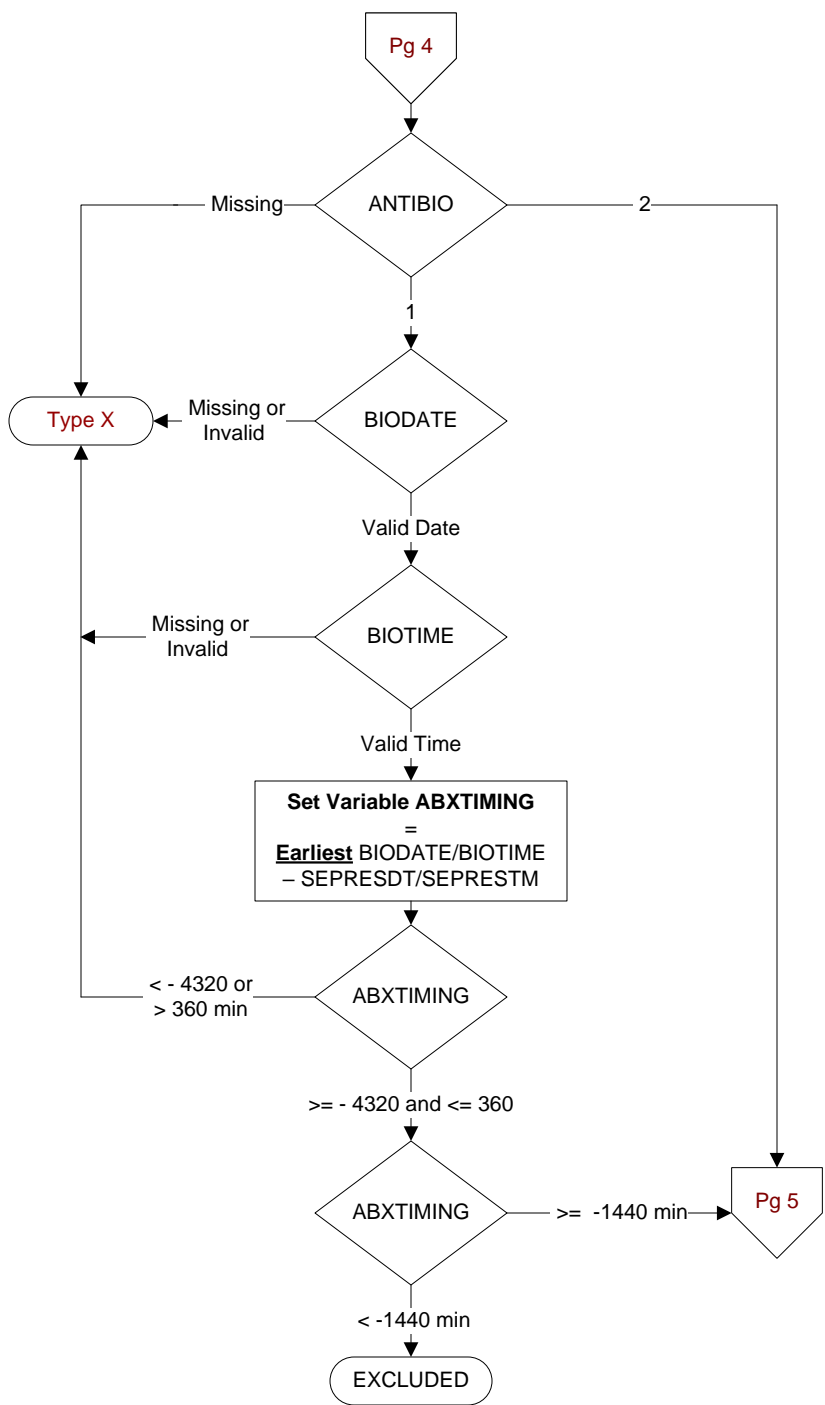 Pg 4
ANTIBIO
Missing
2
1
BIODATE
Missing or
Invalid
Type X
Valid Date
BIOTIME
Missing or
Invalid
Valid Time
Set Variable ABXTIMING
=
Earliest BIODATE/BIOTIME
– SEPRESDT/SEPRESTM
ABXTIMING
< - 4320 or
> 360 min
>= - 4320 and <= 360
ABXTIMING
>= -1440 min
Pg 5
< -1440 min
EXCLUDED